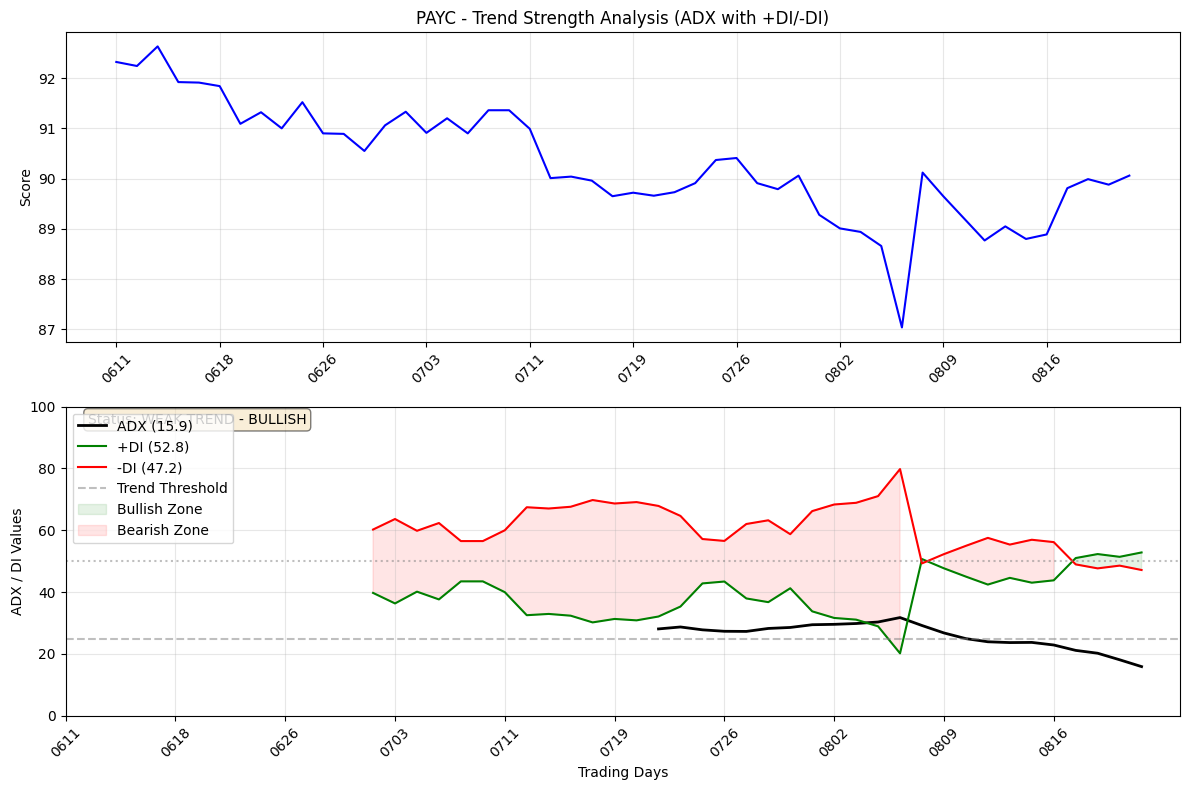 PAYC - Trend Strength Analysis (ADX with +DI/-DI)
Score
92
91
90
89
88
87
0611
0618
0626
0703
0711
0719
0726
0802
0809
0816
ADX / DI Values
100
80
60
40
20
0
Status: WEAK TREND - BULLISH
ADX (15.9)
+DI (52.8)
-DI (47.2)
Trend Threshold
Bullish Zone
Bearish Zone
0611
0618
0626
0703
0711
0719
0726
0802
0809
0816
Trading Days